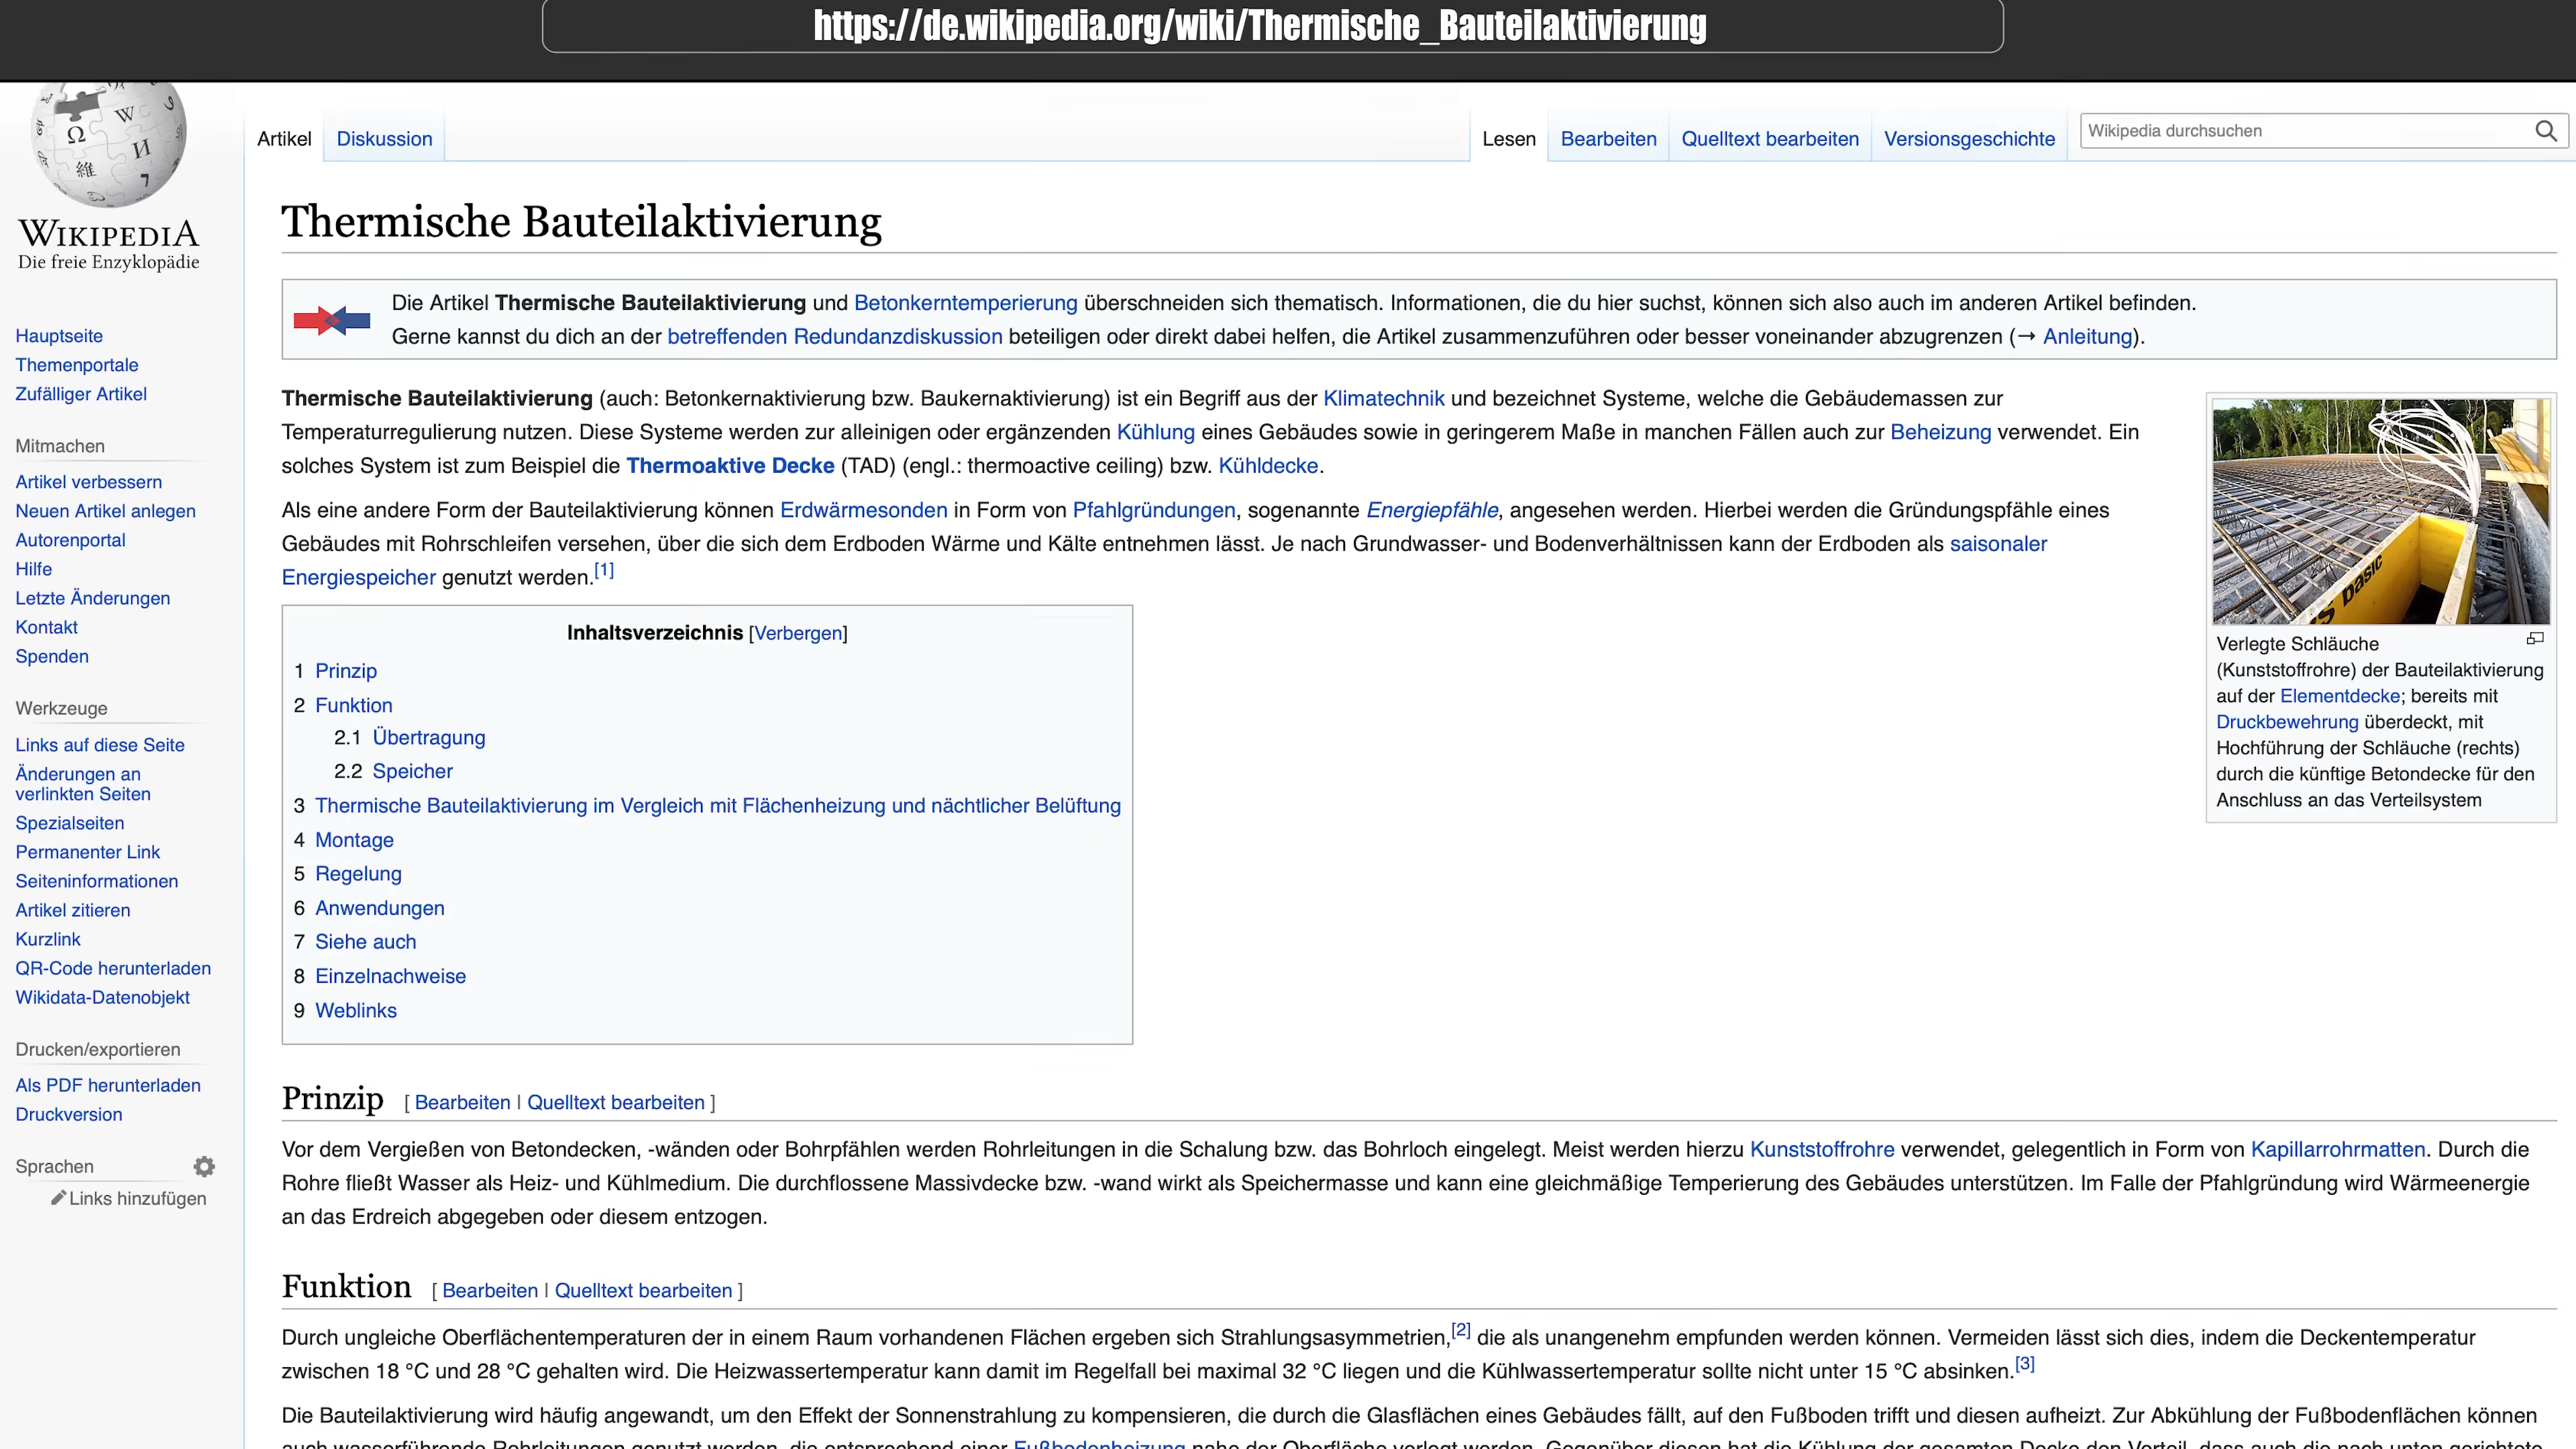 https://de.wikipedia.org/wiki/Thermische_Bauteilaktivierung
WIKIPEDIA
Die freie Enzyklopädie
Hauptseite
Themenportale
Zufälliger Artikel
Mitmachen
Artikel verbessern
Neuen Artikel anlegen
Autorenportal
Hilfe
Letzte Änderungen
Kontakt
Spenden
Werkzeuge
Links auf diese Seite
Änderungen an
verlinkten Seiten
Spezialseiten
Permanenter Link
Seiteninformationen
Artikel zitieren
Kurzlink
QR-Code herunterladen
Wikidata-Datenobjekt
Drucken/exportieren
Als PDF herunterladen
Druckversion
Sprachen
Links hinzufügen
Artikel Diskussion Lesen Bearbeiten Quelltext bearbeiten Versionsgeschichte Wikipedia durchsuchen
Thermische Bauteilaktivierung
Die Artikel Thermische Bauteilaktivierung und Betonkerntemperierung überschneiden sich thematisch. Informationen, die du hier suchst, können sich also auch im anderen Artikel befinden.
Gerne kannst du dich an der betreffenden Redundanzdiskussion beteiligen oder direkt dabei helfen, die Artikel zusammenzuführen oder besser voneinander abzugrenzen (→ Anleitung).
Thermische Bauteilaktivierung (auch: Betonkernaktivierung bzw. Baukernaktivierung) ist ein Begriff aus der Klimatechnik und bezeichnet Systeme, welche die Gebäudemassen zur
Temperaturregulierung nutzen. Diese Systeme werden zur alleinigen oder ergänzenden Kühlung eines Gebäudes sowie in geringerem Maße in manchen Fällen auch zur Beheizung verwendet. Ein
solches System ist zum Beispiel die Thermoaktive Decke (TAD) (engl.: thermoactive ceiling) bzw. Kühldecke.
Als eine andere Form der Bauteilaktivierung können Erdwärmesonden in Form von Pfahlgründungen, sogenannte Energiepfähle, angesehen werden. Hierbei werden die Gründungspfähle eines
Gebäudes mit Rohrschleifen versehen, über die sich dem Erdboden Wärme und Kälte entnehmen lässt. Je nach Grundwasser- und Bodenverhältnissen kann der Erdboden als saisonaler
Energiespeicher genutzt werden.[1]
basic
Verlegte Schläuche
(Kunststoffrohre) der Bauteilaktivierung
auf der Elementdecke; bereits mit
Druckbewehrung überdeckt, mit
Hochführung der Schläuche (rechts)
durch die künftige Betondecke für den
Anschluss an das Verteilsystem
Inhaltsverzeichnis [Verbergen]
1 Prinzip
2 Funktion
2.1 Übertragung
2.2 Speicher
3 Thermische Bauteilaktivierung im Vergleich mit Flächenheizung und nächtlicher Belüftung
4 Montage
5 Regelung
6 Anwendungen
7 Siehe auch
8 Einzelnachweise
9 Weblinks
Prinzip [ Bearbeiten | Quelltext bearbeiten ]
Vor dem Vergießen von Betondecken, -wänden oder Bohrpfählen werden Rohrleitungen in die Schalung bzw. das Bohrloch eingelegt. Meist werden hierzu Kunststoffrohre verwendet, gelegentlich in Form von Kapillarrohrmatten. Durch die
Rohre fließt Wasser als Heiz- und Kühlmedium. Die durchflossene Massivdecke bzw. -wand wirkt als Speichermasse und kann eine gleichmäßige Temperierung des Gebäudes unterstützen. Im Falle der Pfahlgründung wird Wärmeenergie
an das Erdreich abgegeben oder diesem entzogen.
Funktion [ Bearbeiten | Quelltext bearbeiten ]
Durch ungleiche Oberflächentemperaturen der in einem Raum vorhandenen Flächen ergeben sich Strahlungsasymmetrien,[2] die als unangenehm empfunden werden können. Vermeiden lässt sich dies, indem die Deckentemperatur
zwischen 18 °C und 28 °C gehalten wird. Die Heizwassertemperatur kann damit im Regelfall bei maximal 32 °C liegen und die Kühlwassertemperatur sollte nicht unter 15 °C absinken.[3]
Die Bauteilaktivierung wird häufig angewandt, um den Effekt der Sonnenstrahlung zu kompensieren, die durch die Glasflächen eines Gebäudes fällt, auf den Fußboden trifft und diesen aufheizt. Zur Abkühlung der Fußbodenflächen können
auch wasserführende Rohrleitungen genutzt werden, die entsprechend einer Fußbodenheizung nahe der Oberfläche verlegt werden. Gegenüber diesen hat die Kühlung der gesamten Decke den Vorteil, dass auch die nach unten gerichtete